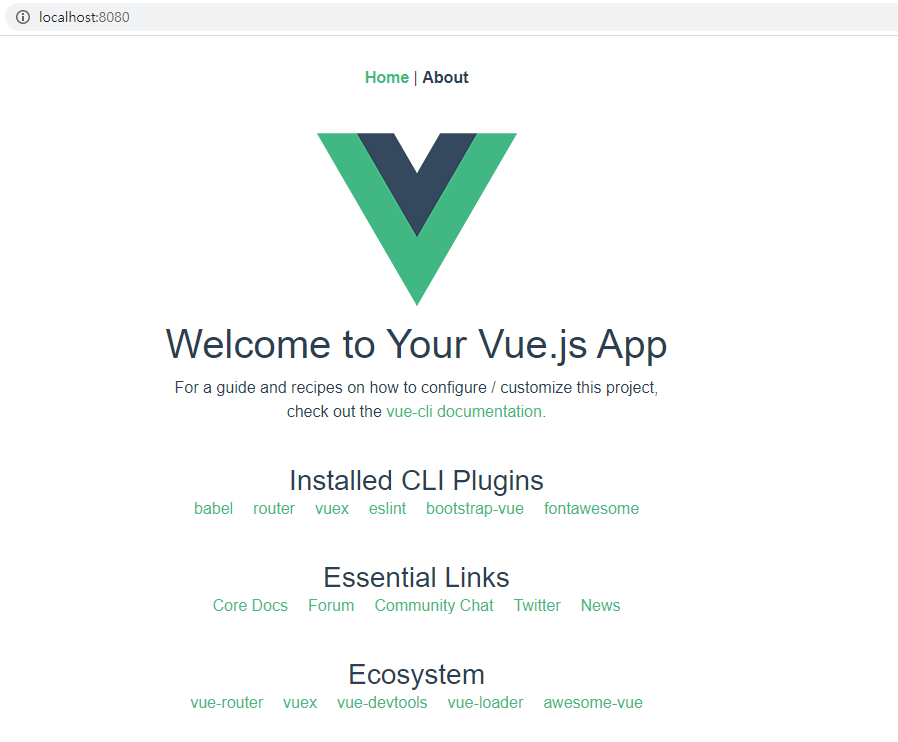 localhost:8080
Home | About
Welcome to Your Vue.js App
For a guide and recipes on how to configure / customize this project,
check out the vue-cli documentation.
Installed CLI Plugins
babel router vuex eslint bootstrap-vue fontawesome
Essential Links
Core Docs Forum Community Chat Twitter News
Ecosystem
vue-router vuex vue-devtools vue-loader awesome-vue